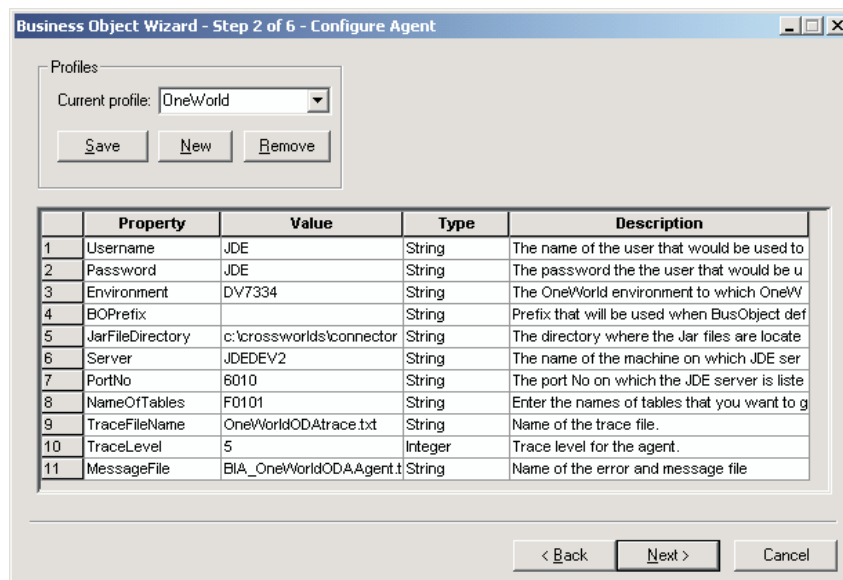 Business Object Wizard - Step 2 of 6 - Configure Agent
Profiles
Current profile: OneWorld
Save New Remove
Property Value Type Description
1 Username JDE String The name of the user that would be used to
2 Password JDE String The password the the user that would be u
3 Environment DV7334 String The OneWorld environment to which OneW
4 BOPrefix String Prefix that will be used when BusObject def
5 JarFileDirectory c:\crossworlds\connector String The directory where the Jar files are locate
6 Server JDEDEV2 String The name of the machine on which JDE ser
7 PortNo 6010 String The port No on which the JDE server is liste
8 NameOfTables F0101 String Enter the names of tables that you want to g
9 TraceFileName OneWorldODAtrace.txt String Name of the trace file.
10 TraceLevel 5 Integer Trace level for the agent.
11 MessageFile BIA_OneWorldODAAgent.t String Name of the error and message file
< Back Next > Cancel